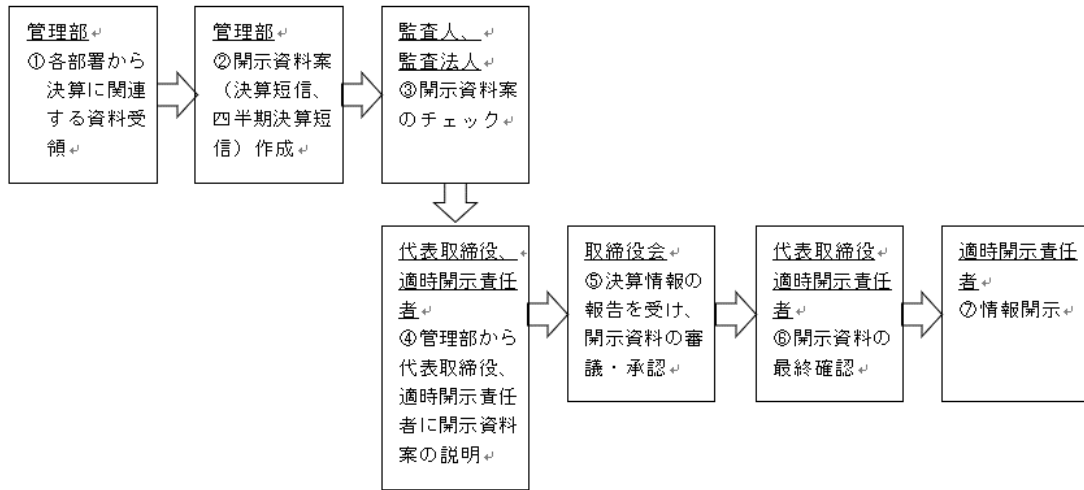 管理部
①各部署から
決算に関連
する資料受
領
管理部
②開示資料案
（決算短信、
四半期決算短
信）作成
監査人、
監査法人
③開示資料案
のチェック
代表取締役、
適時開示責任
者
④管理部から
代表取締役、
適時開示責任
者に開示資料
案の説明
取締役会
⑤決算情報の
報告を受け、
開示資料の審
議・承認
代表取締役
適時開示責任
者
⑥開示資料の
最終確認
適時開示責任
者
⑦情報開示